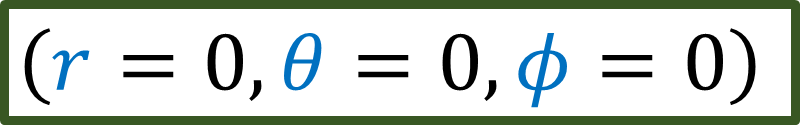 (r = 0, θ = 0, ϕ = 0)